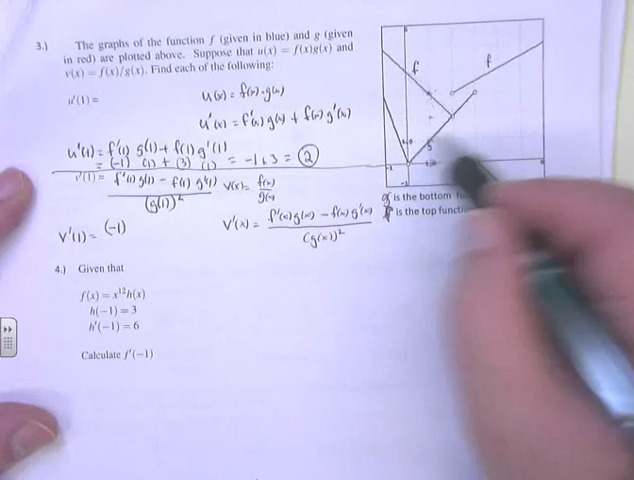 3.) The graphs of the function f (given in blue) and g (given
in red) are plotted above. Suppose that u(x) = f(x)g(x) and
v(x) = f(x)/g(x). Find each of the following:
u'(1) =
u(x) = f(x)·g(x)
u'(x) = f'(x) g(x) + f(x) g'(x)
u'(1) = f'(1) g(1) + f(1) g'(1)
= (-1) (1) + (3) (1) = -1+3 = 2
v'(1) = f'(1) g(1) - f(1) g'(1) / (g(1))² v(x) = f(x)/g(x)
v'(1) = (-1)
v'(x) = f'(x)g(x) - f(x) g'(x) / (g(x))²
f
f
g is the bottom
f is the top
4.) Given that
f(x) = x¹²h(x)
h(−1) = 3
h'(−1) = 6
Calculate f'(−1)